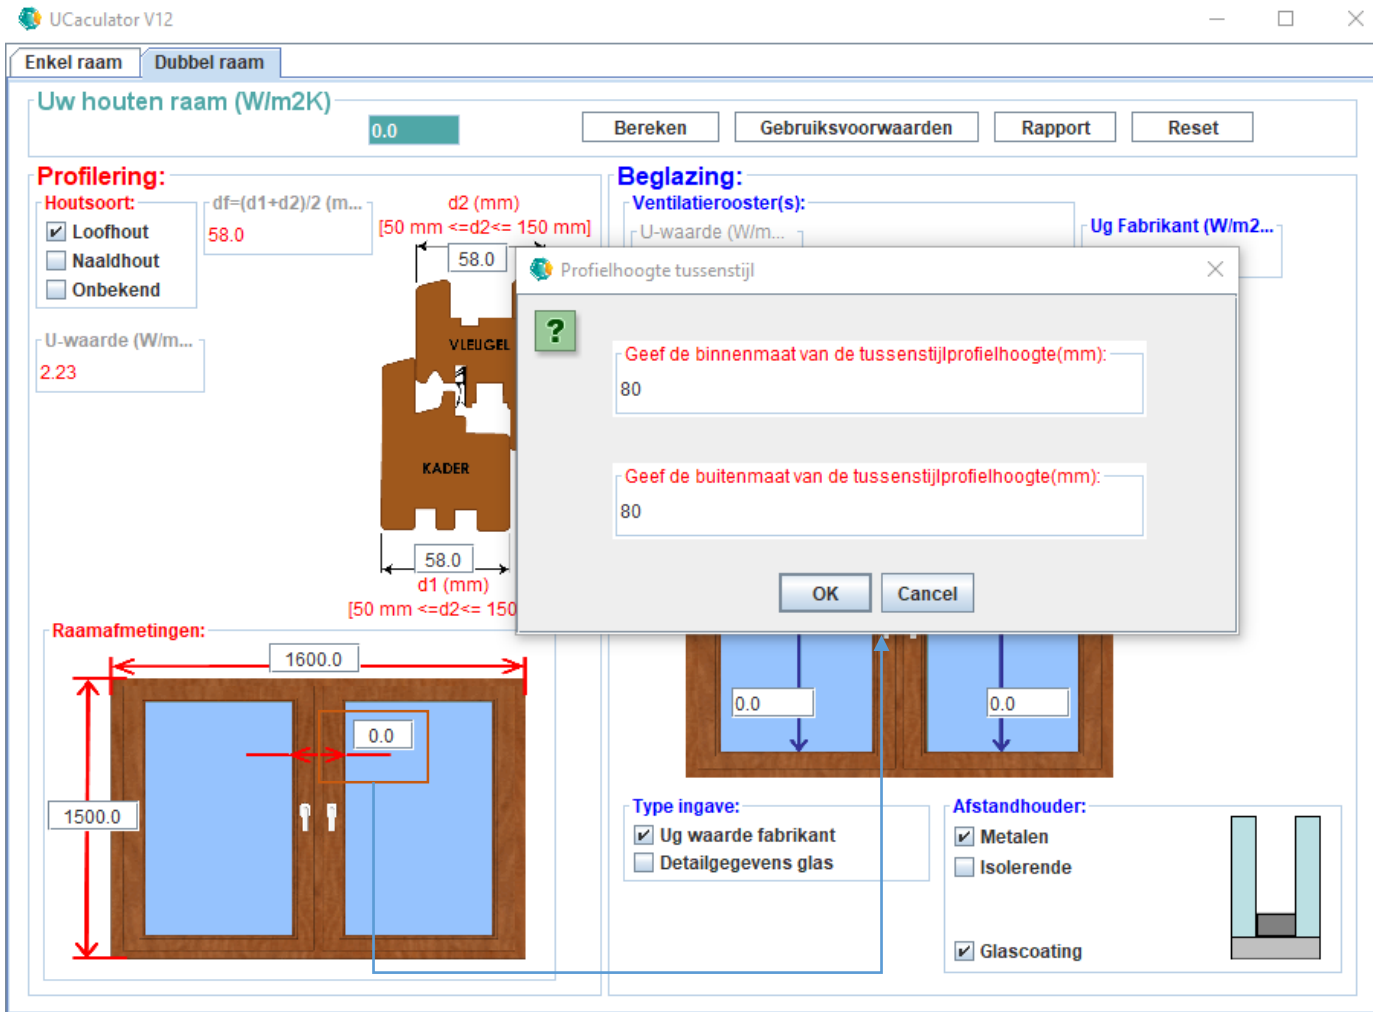 UCaculator V12
Enkel raam
Dubbel raam
Uw houten raam (W/m2K)
0.0
Bereken
Gebruiksvoorwaarden
Rapport
Reset
Profilering:
Houtsoort:
Loofhout
Naaldhout
Onbekend
df=(d1+d2)/2 (m...
58.0
d2 (mm)
[50 mm <=d2<= 150 mm]
58.0
U-waarde (W/m...
2.23
VLEUGEL
KADER
58.0
d1 (mm)
[50 mm <=d2<= 150
Raamafmetingen:
1600.0
0.0
1500.0
Beglazing:
Ventilatierooster(s):
U-waarde (W/m...
Ug Fabrikant (W/m2...
Profielhoogte tussenstijl
?
Geef de binnenmaat van de tussenstijlprofielhoogte(mm):
80
Geef de buitenmaat van de tussenstijlprofielhoogte(mm):
80
OK
Cancel
0.0
0.0
Type ingave:
Ug waarde fabrikant
Detailgegevens glas
Afstandhouder:
Metalen
Isolerende
Glascoating